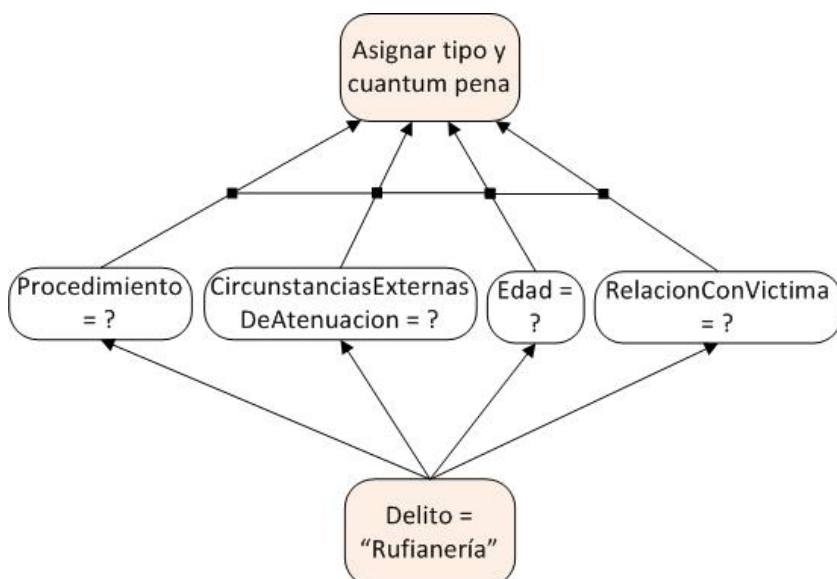 Asignar tipo y
cuantum pena
Procedimiento
= ?
CircunstanciasExternas
DeAtenuacion = ?
Edad =
?
RelacionConVictima
= ?
Delito =
“Rufianería”